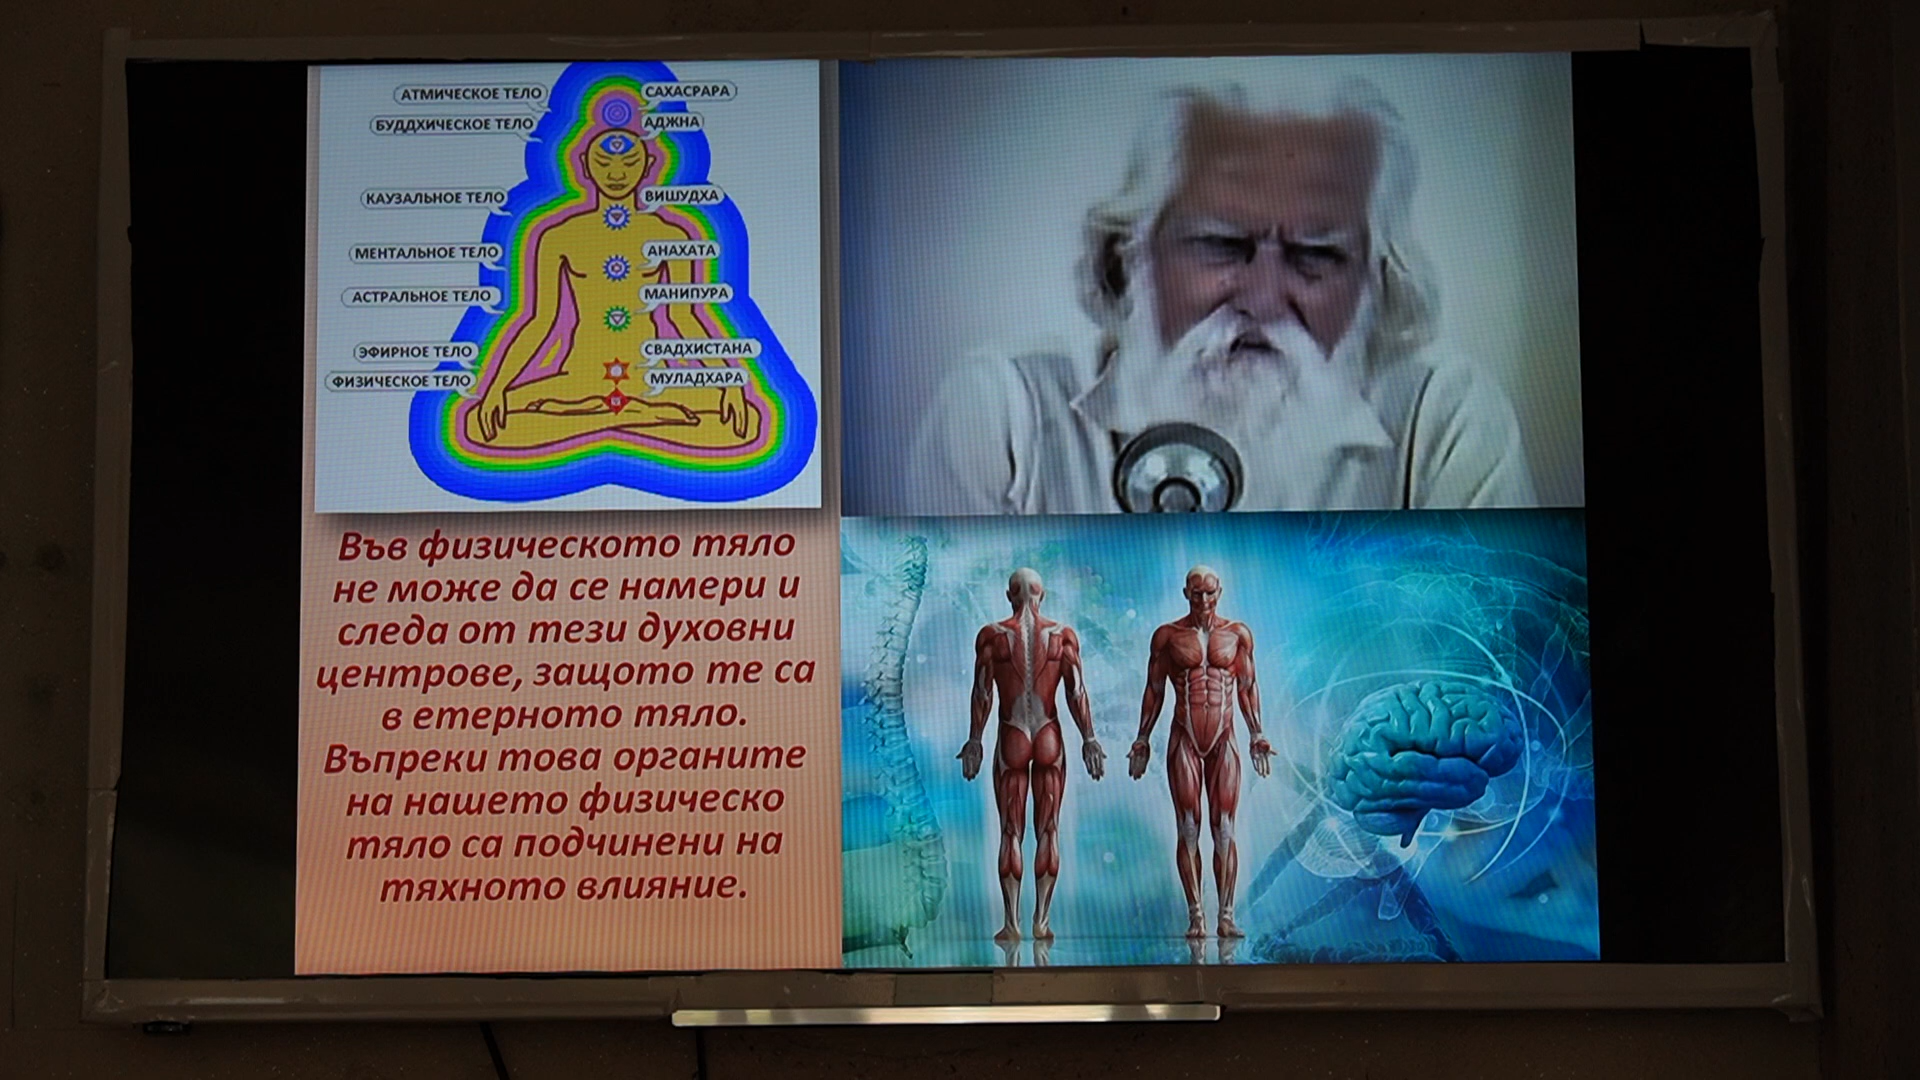 АТМИЧЕСКОЕ ТЕЛО
САХАСРАРА
БУДДХИЧЕСКОЕ ТЕЛО
АДЖНА
КАУЗАЛЬНОЕ ТЕЛО
ВИШУДХА
МЕНТАЛЬНОЕ ТЕЛО
АНАХАТА
АСТРАЛЬНОЕ ТЕЛО
МАНИПУРА
ЭФИРНОЕ ТЕЛО
СВАДХИСТАНА
ФИЗИЧЕСКОЕ ТЕЛО
МУЛАДХАРА
Във физическото тяло
не може да се намери и
следа от тези духовни
центрове, защото те са
в етерното тяло.
Въпреки това органите
на нашето физическо
тяло са подчинени на
тяхното влияние.